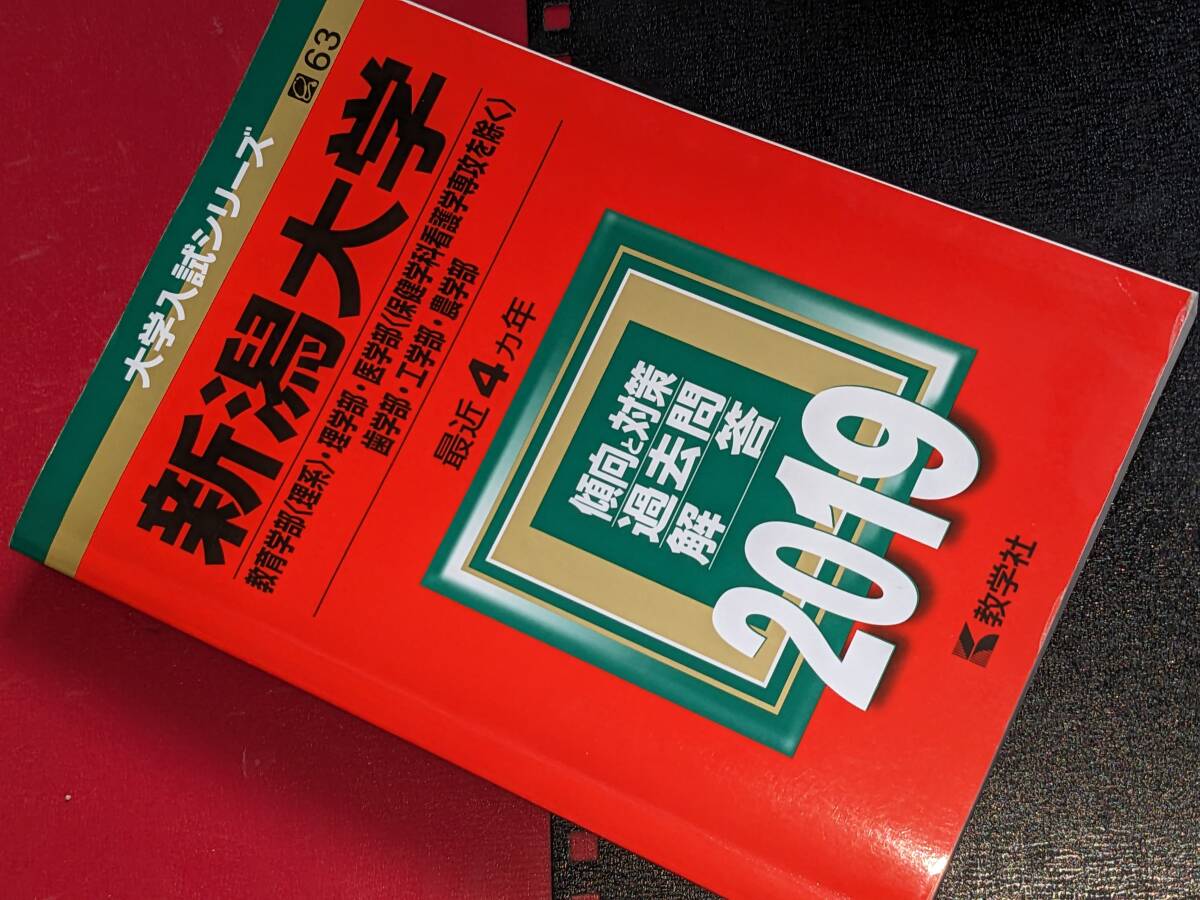 大学入試シリーズ
63
新潟大学
教育学部〈理系〉・理学部・医学部〈保健学科看護学専攻を除く〉
歯学部・工学部・農学部
最近4カ年
傾向と対策
過去問
解答
2019
教学社